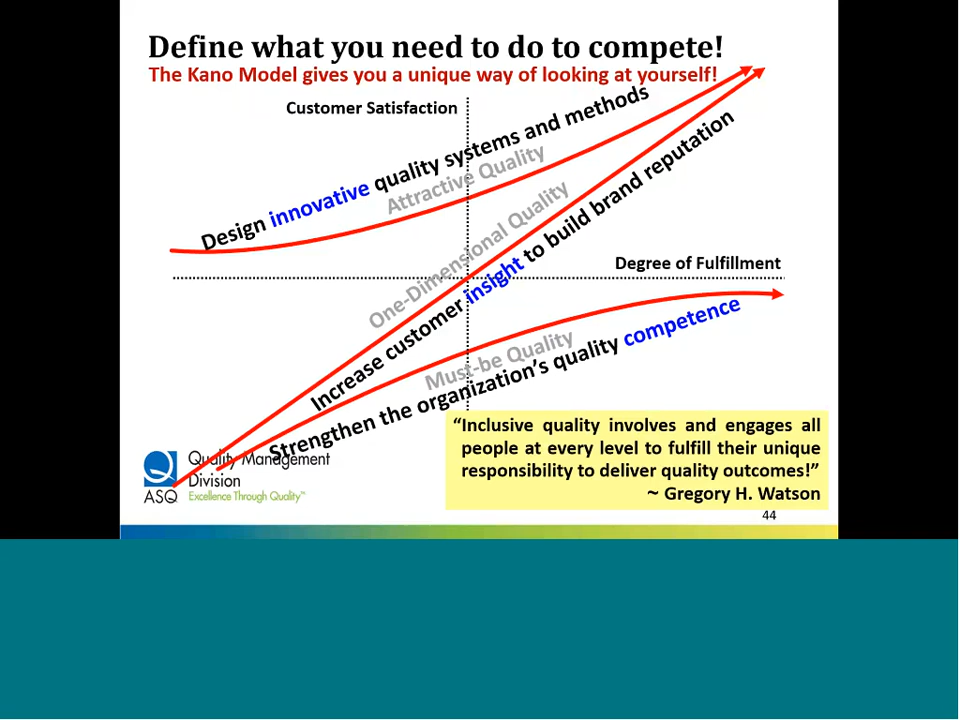 Define what you need to do to compete!
The Kano Model gives you a unique way of looking at yourself!
Customer Satisfaction
Design innovative quality systems and methods
Attractive Quality
One-Dimensional Quality
Increase customer insight to build brand reputation
Degree of Fulfillment
Must-be Quality
Strengthen the organization’s quality competence
“Inclusive quality involves and engages all
people at every level to fulfill their unique
responsibility to deliver quality outcomes!”
~ Gregory H. Watson
ASQ
Quality Management
Division
Excellence Through Quality™
44